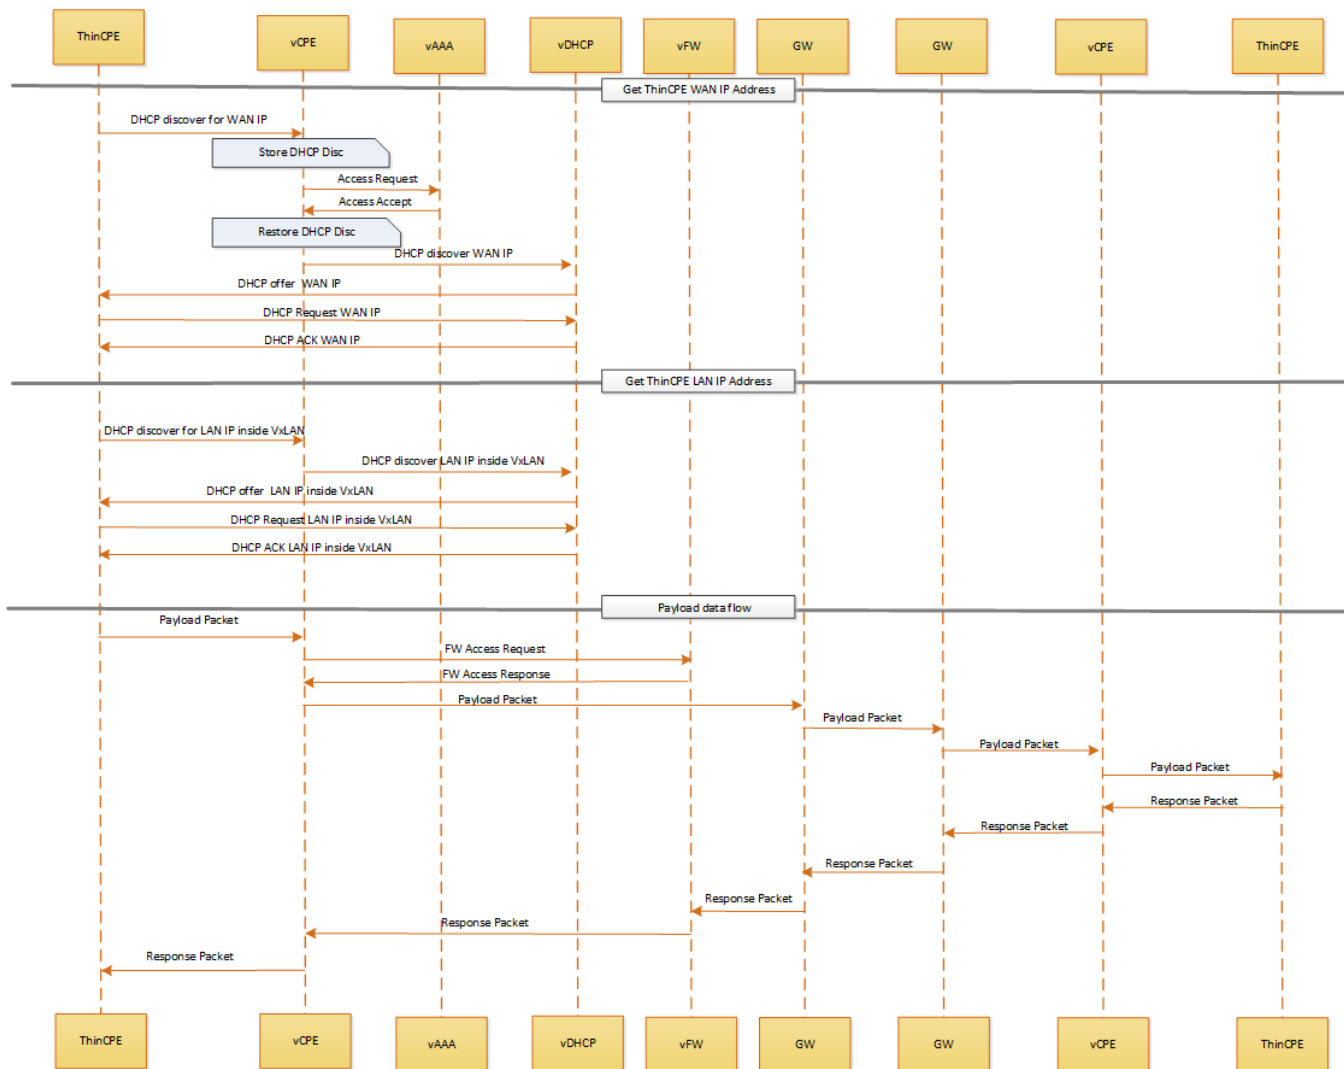 ThinCPE
vCPE
vAAA
vDHCP
vFW
GW
GW
vCPE
ThinCPE
Get ThinCPE WAN IP Address
DHCP discover for WAN IP
Store DHCP Disc
Access Request
Access Accept
Restore DHCP Disc
DHCP discover WAN IP
DHCP offer WAN IP
DHCP Request WAN IP
DHCP ACK WAN IP
Get ThinCPE LAN IP Address
DHCP discover for LAN IP inside VxLAN
DHCP discover LAN IP inside VxLAN
DHCP offer LAN IP inside VxLAN
DHCP Request LAN IP inside VxLAN
DHCP ACK LAN IP inside VxLAN
Payload data flow
Payload Packet
FW Access Request
FW Access Response
Payload Packet
Payload Packet
Payload Packet
Payload Packet
Response Packet
Response Packet
Response Packet
Response Packet
Response Packet
Response Packet
ThinCPE
vCPE
vAAA
vDHCP
vFW
GW
GW
vCPE
ThinCPE